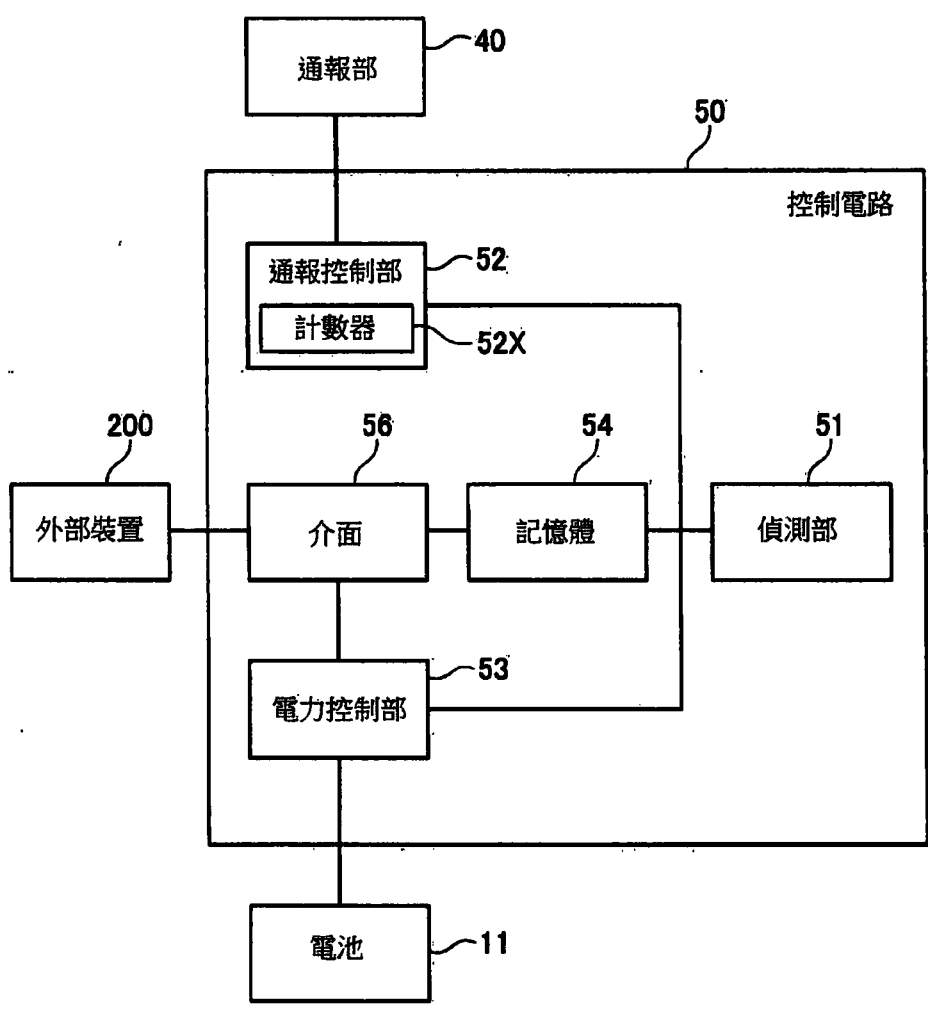 通報部
40
50
控制電路
通報控制部
52
計數器
52X
200
56
54
51
外部裝置
介面
記憶體
偵測部
53
電力控制部
電池
11